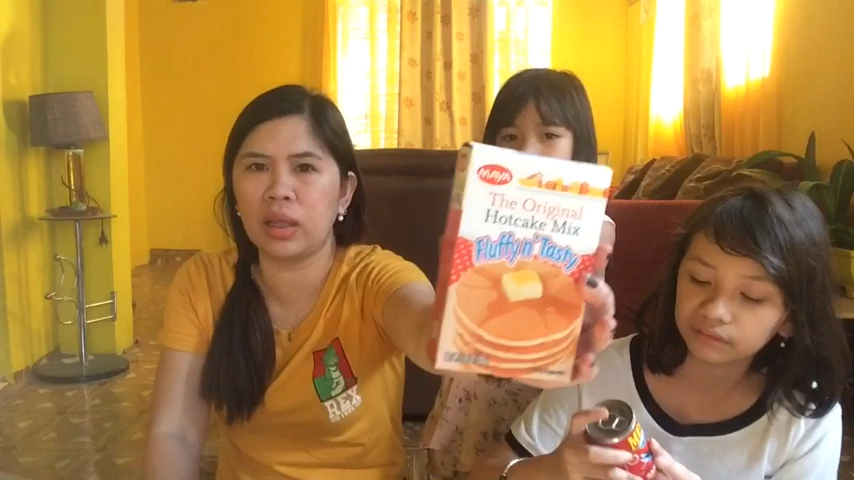 MAYA
The Original
Hotcake Mix
Fluffy n' Tasty
REX